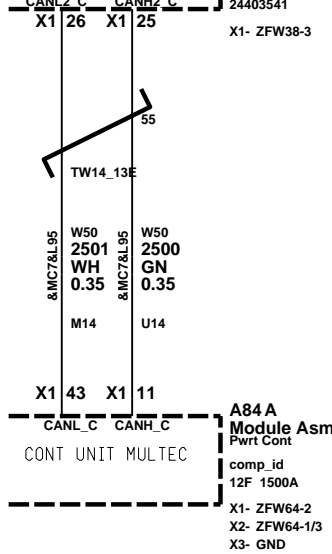 CANL2_C CANH2_C
24403541
X1 26 X1 25
X1- ZFW38-3
55
TW14_13E
&MC7&L95 W50 &MC7&L95 W50
2501 2500
WH GN
0.35 0.35
M14 U14
X1 43 X1 11
CANL_C CANH_C
CONT UNIT MULTEC
A84 A
Module Asm
Pwrt Cont
comp_id
12F 1500A
X1- ZFW64-2
X2- ZFW64-1/3
X3- GND